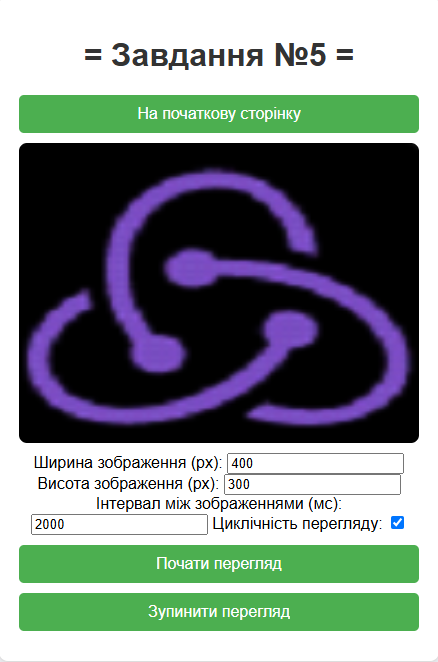 = Завдання №5 =
На початкову сторінку
Ширина зображення (px): 400
Висота зображення (px): 300
Інтервал між зображеннями (мс):
2000 Циклічність перегляду:
Почати перегляд
Зупинити перегляд